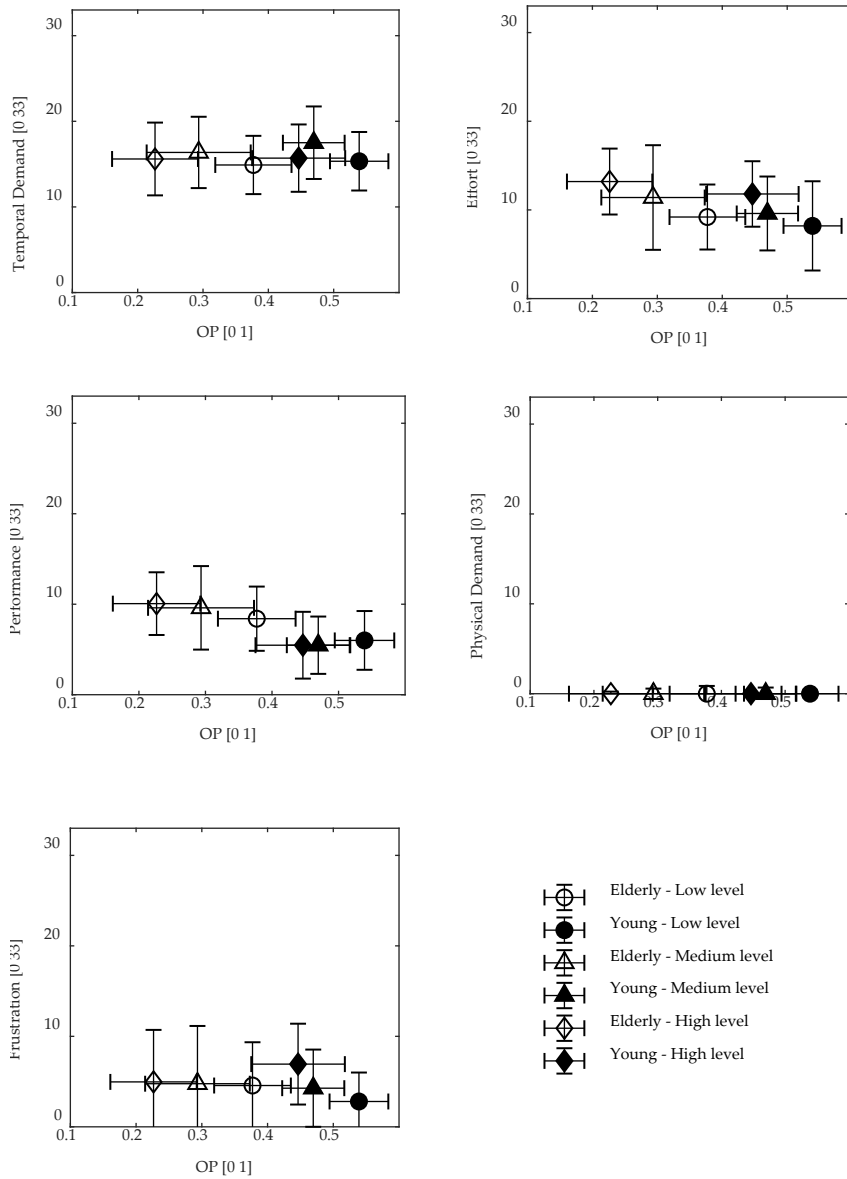 30
20
10
0
Temporal Demand [0 33]
0.1 0.2 0.3 0.4 0.5
OP [0 1]
30
20
10
0
Effort [0 33]
0.1 0.2 0.3 0.4 0.5
OP [0 1]
30
20
10
0
Performance [0 33]
0.1 0.2 0.3 0.4 0.5
OP [0 1]
30
20
10
0
Physical Demand [0 33]
0.1 0.2 0.3 0.4 0.5
OP [0 1]
30
20
10
0
Frustration [0 33]
0.1 0.2 0.3 0.4 0.5
OP [0 1]
Elderly - Low level
Young - Low level
Elderly - Medium level
Young - Medium level
Elderly - High level
Young - High level